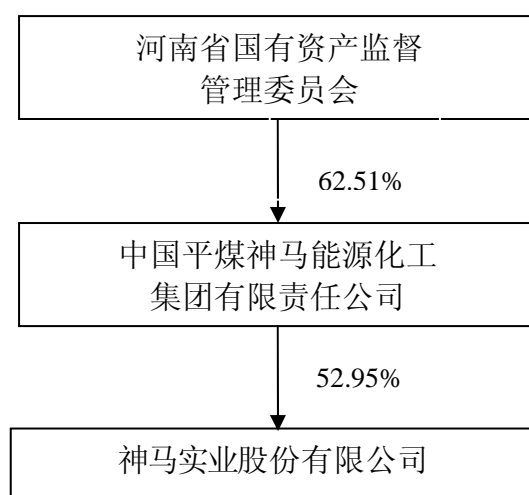 河南省国有资产监督
管理委员会
62.51%
中国平煤神马能源化工
集团有限责任公司
52.95%
神马实业股份有限公司